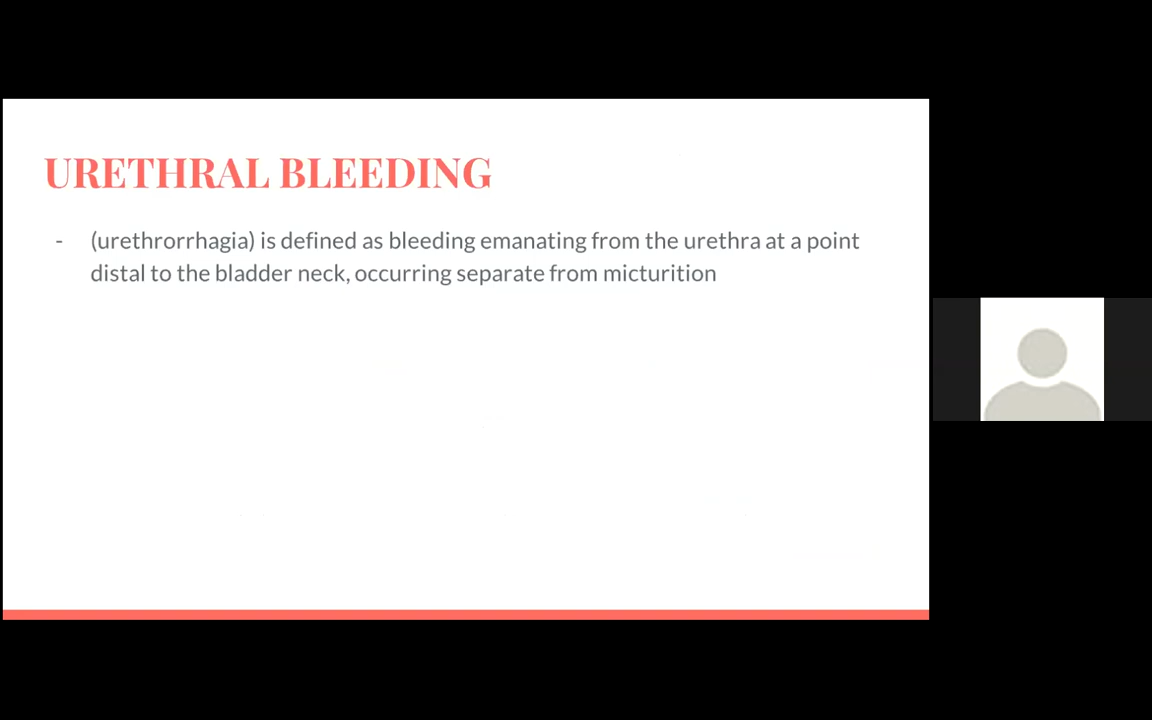 URETHRAL BLEEDING
- (urethrorrhagia) is defined as bleeding emanating from the urethra at a point
distal to the bladder neck, occurring separate from micturition